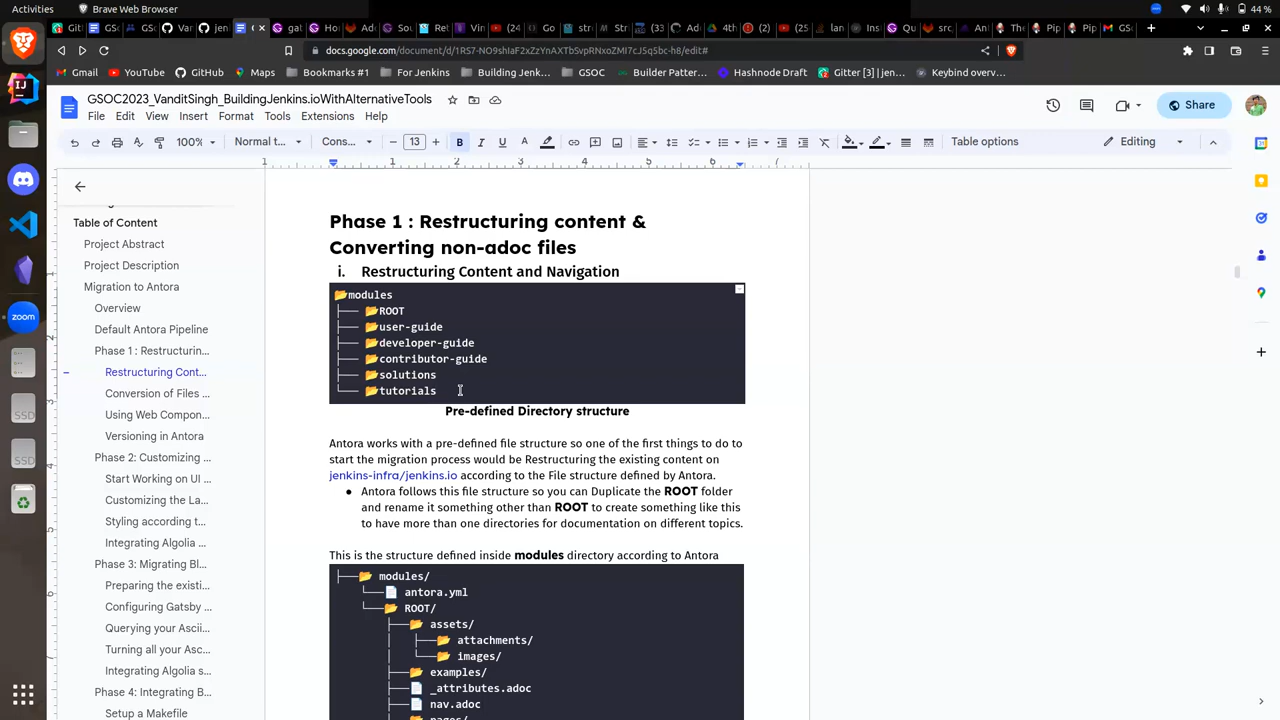 Activities
Brave Web Browser
44 %
docs.google.com/document/d/1RS7-NO9shIaF2xZzYnAXTbSvpRNxoZMI7cJSqSbc-h8/edit#
Gmail
YouTube
GitHub
Maps
Bookmarks #1
For Jenkins
Building Jenk...
GSOC
Builder Patter...
Hashnode Draft
Gitter [3] | jen...
Keybind overv...
GSOC2023_VanditSingh_BuildingJenkins.ioWithAlternativeTools
File Edit View Insert Format Tools Extensions Help
Share
100%
Normal t...
Cons...
13
Table options
Editing
1 1 2 3 4 5 6 7
Table of Content
Project Abstract
Project Description
Migration to Antora
Overview
Default Antora Pipeline
Phase 1 : Restructurin...
Restructuring Cont...
Conversion of Files ...
Using Web Compon...
Versioning in Antora
Phase 2: Customizing ...
Start Working on UI ...
Customizing the La...
Styling according t...
Integrating Algolia ...
Phase 3: Migrating Bl...
Preparing the existi...
Configuring Gatsby ...
Querying your Ascii...
Turning all your Asc...
Integrating Algolia s...
Phase 4: Integrating B...
Setup a Makefile
Phase 1 : Restructuring content &
Converting non-adoc files
i. Restructuring Content and Navigation
modules
ROOT
user-guide
developer-guide
contributor-guide
solutions
tutorials
Pre-defined Directory structure
Antora works with a pre-defined file structure so one of the first things to do to
start the migration process would be Restructuring the existing content on
jenkins-infra/jenkins.io according to the File structure defined by Antora.
● Antora follows this file structure so you can Duplicate the ROOT folder
and rename it something other than ROOT to create something like this
to have more than one directories for documentation on different topics.
This is the structure defined inside modules directory according to Antora
modules/
antora.yml
ROOT/
assets/
attachments/
images/
examples/
_attributes.adoc
nav.adoc